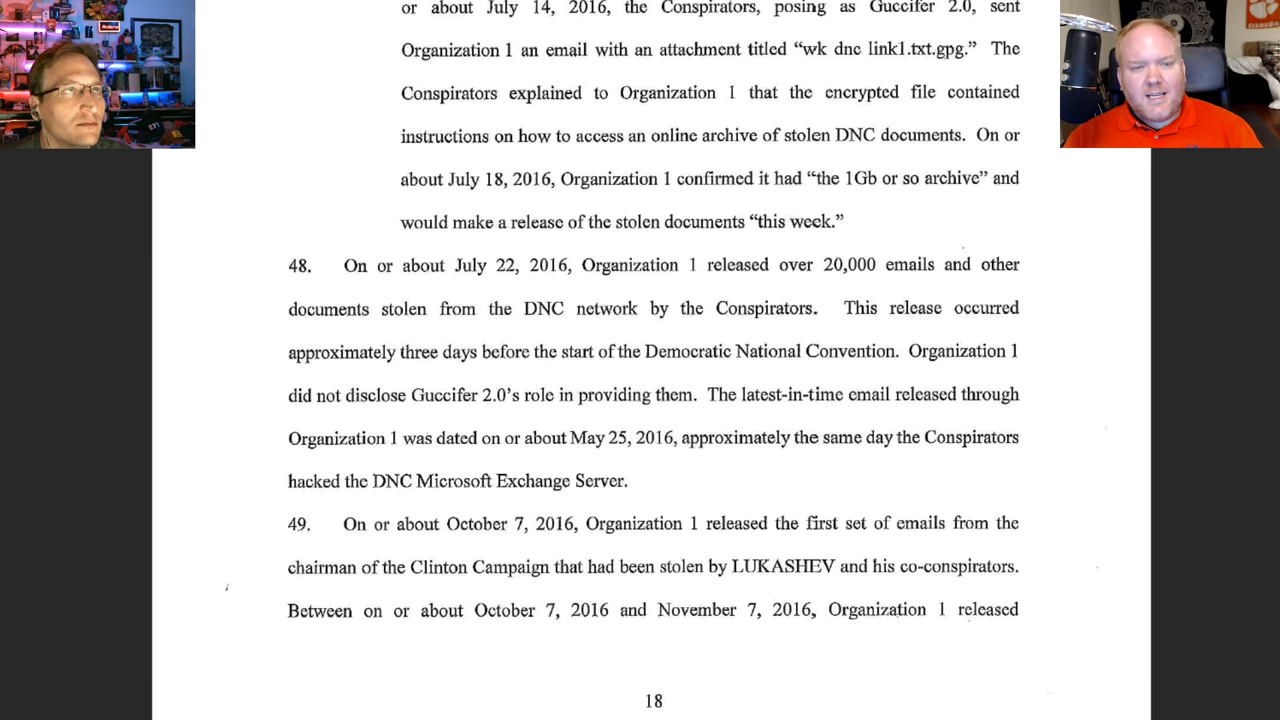 or about July 14, 2016, the Conspirators, posing as Guccifer 2.0, sent
Organization 1 an email with an attachment titled “wk dnc link1.txt.gpg.” The
Conspirators explained to Organization 1 that the encrypted file contained
instructions on how to access an online archive of stolen DNC documents. On or
about July 18, 2016, Organization 1 confirmed it had “the 1Gb or so archive” and
would make a release of the stolen documents “this week.”
48. On or about July 22, 2016, Organization 1 released over 20,000 emails and other
documents stolen from the DNC network by the Conspirators. This release occurred
approximately three days before the start of the Democratic National Convention. Organization 1
did not disclose Guccifer 2.0’s role in providing them. The latest-in-time email released through
Organization 1 was dated on or about May 25, 2016, approximately the same day the Conspirators
hacked the DNC Microsoft Exchange Server.
49. On or about October 7, 2016, Organization 1 released the first set of emails from the
chairman of the Clinton Campaign that had been stolen by LUKASHEV and his co-conspirators.
Between on or about October 7, 2016 and November 7, 2016, Organization 1 released
18